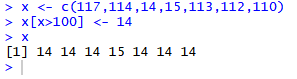 > x <- c(117,114,14,15,113,112,110)
> x[x>100] <- 14
> x
[1] 14 14 14 15 14 14 14
>